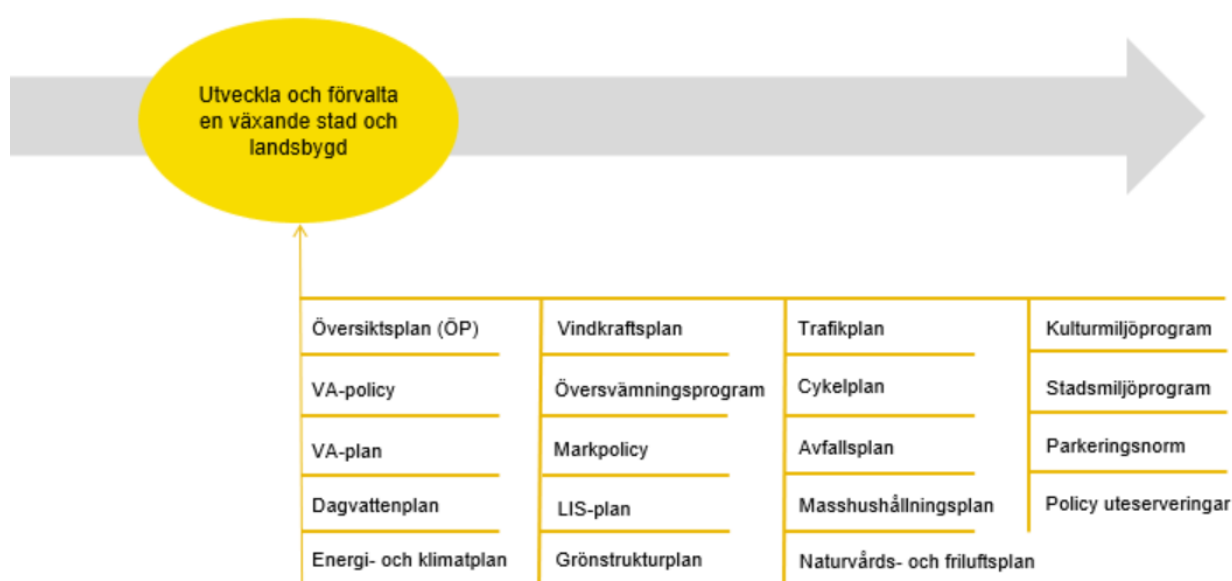 Utveckla och förvalta
en växande stad och
landsbygd
Översiktsplan (ÖP)
VA-policy
VA-plan
Dagvattenplan
Energi- och klimatplan
Vindkraftsplan
Översvämningsprogram
Markpolicy
LIS-plan
Grönstrukturplan
Trafikplan
Cykelplan
Avfallsplan
Masshushållningsplan
Naturvårds- och friluftsplan
Kulturmiljöprogram
Stadsmiljöprogram
Parkeringsnorm
Policy uteserveringar